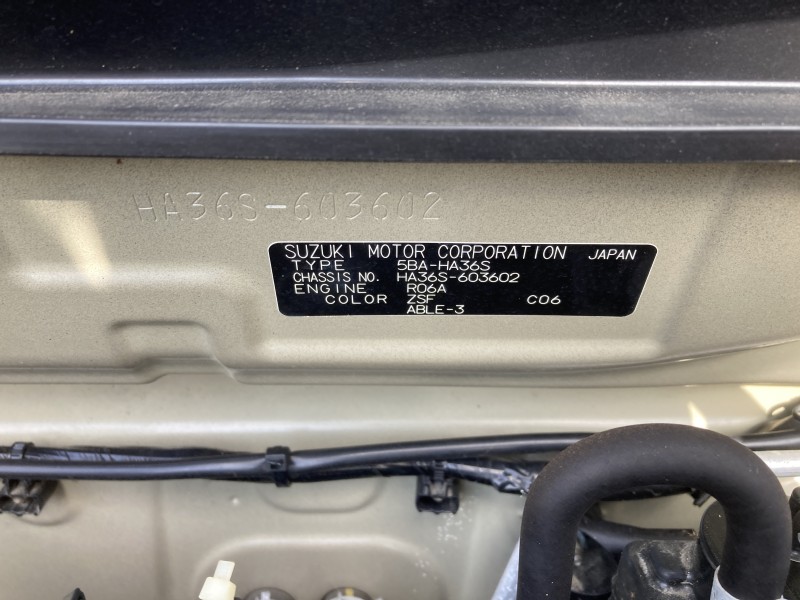 HA36S-603602
SUZUKI MOTOR CORPORATION JAPAN
TYPE 5BA-HA36S
CHASSIS NO. HA36S-603602
ENGINE R06A
COLOR ZSF C06
ABLE-3